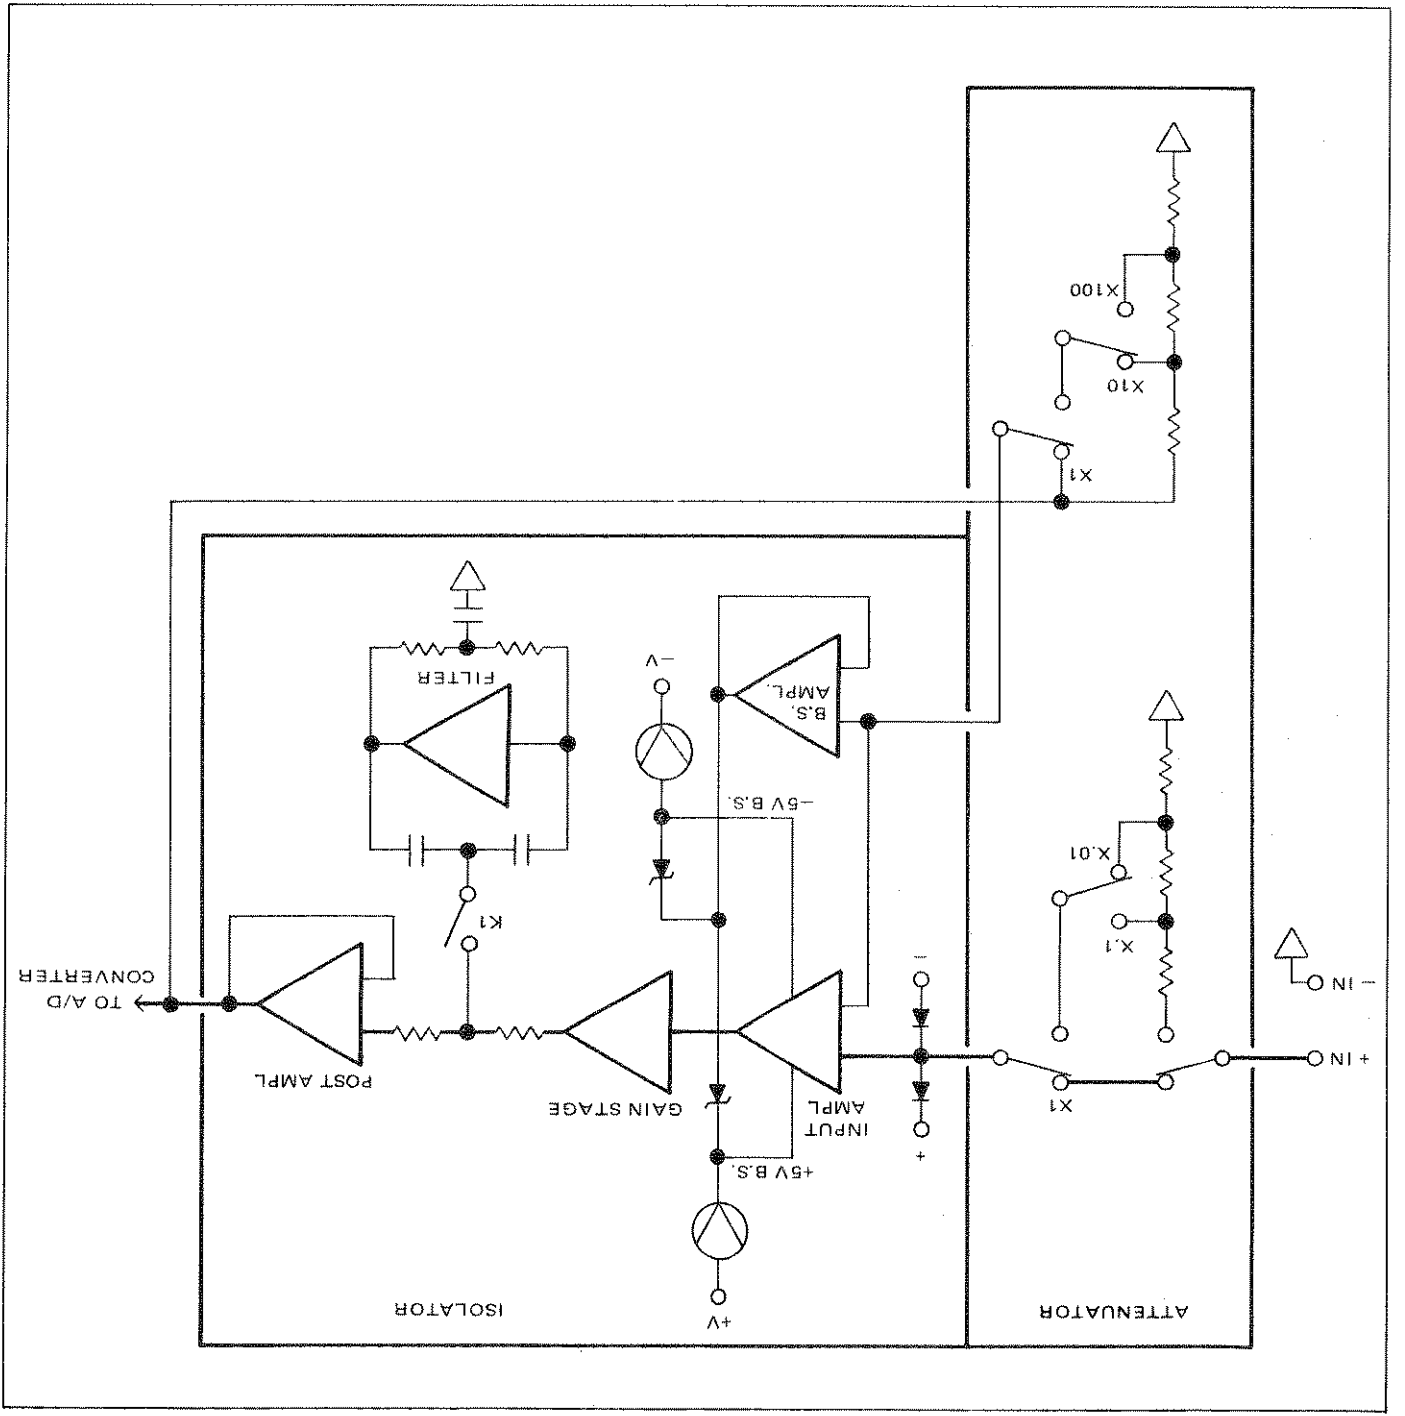 ATTENUATOR
ISOLATOR
+V
+5V B.S.
+
INPUT
AMPL
GAIN STAGE
POST AMPL
X1
+ IN
− IN
−
TO A/D
CONVERTER
K1
X.1
X.01
−5V B.S.
B.S.
AMPL.
−V
FILTER
X1
X10
X100